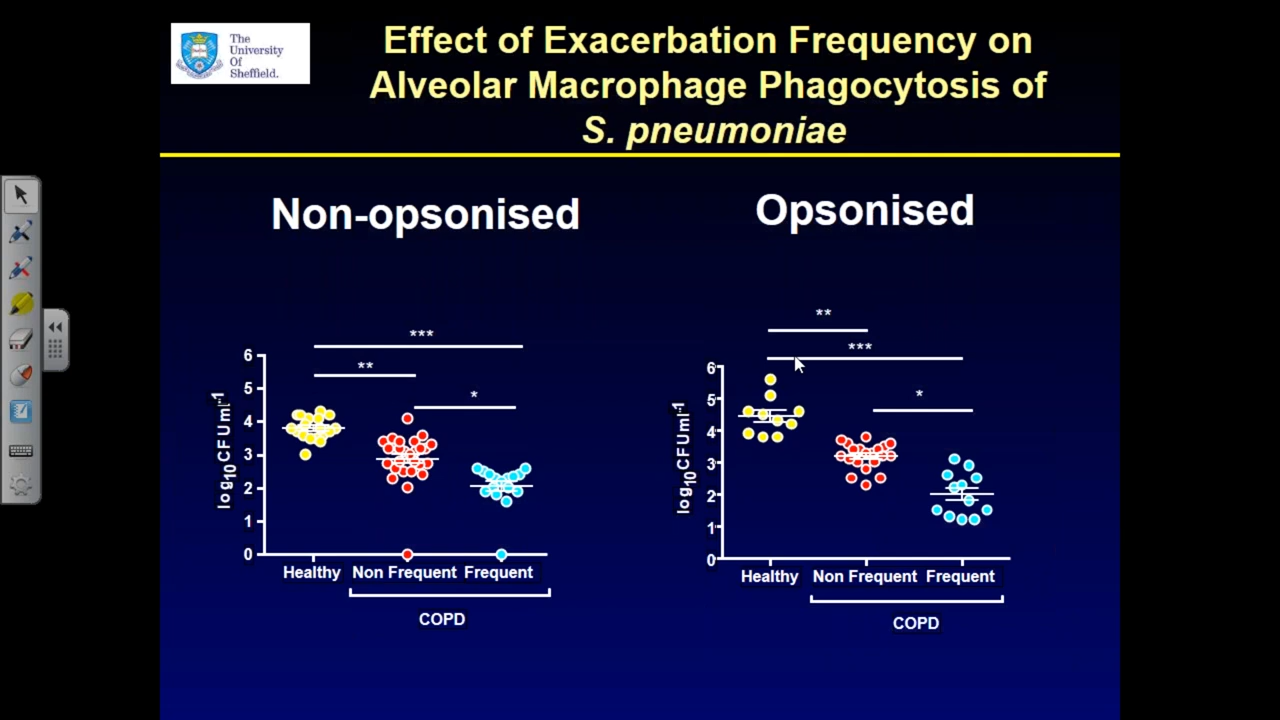 The
University
Of
Sheffield.
Effect of Exacerbation Frequency on
Alveolar Macrophage Phagocytosis of
S. pneumoniae
Non-opsonised
Opsonised
***
**
*
6
5
4
3
2
1
0
log10CFUml-1
Healthy
Non Frequent
Frequent
COPD
**
***
*
6
5
4
3
2
1
0
log10CFUml-1
Healthy
Non Frequent
Frequent
COPD